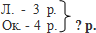 Л. - 3 р.
Ок. - 4 р.
? р.